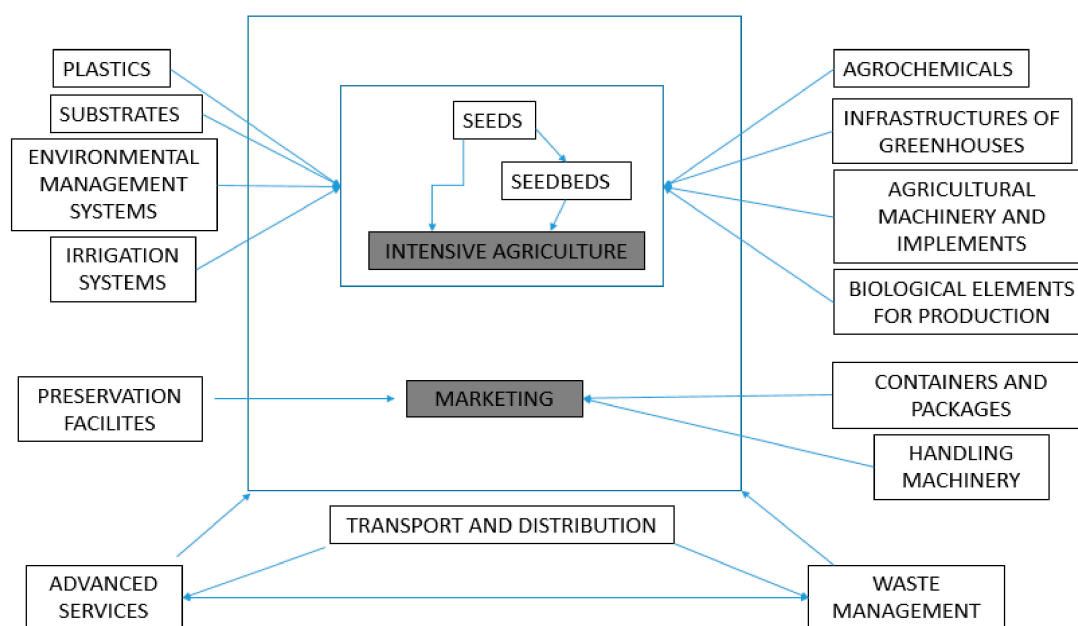 PLASTICS
SUBSTRATES
ENVIRONMENTAL
MANAGEMENT
SYSTEMS
IRRIGATION
SYSTEMS
SEEDS
SEEDBEDS
INTENSIVE AGRICULTURE
AGROCHEMICALS
INFRASTRUCTURES OF
GREENHOUSES
AGRICULTURAL
MACHINERY AND
IMPLEMENTS
BIOLOGICAL ELEMENTS
FOR PRODUCTION
PRESERVATION
FACILITES
MARKETING
CONTAINERS AND
PACKAGES
HANDLING
MACHINERY
TRANSPORT AND DISTRIBUTION
ADVANCED
SERVICES
WASTE
MANAGEMENT